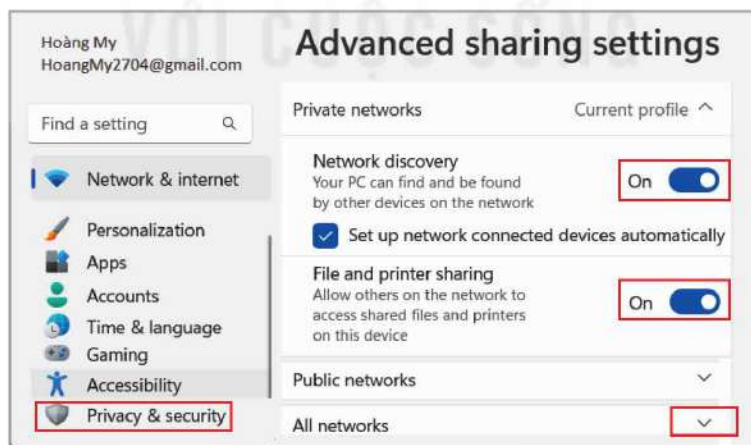 VỚI CUỘC SỐNG
Hoàng My
HoangMy2704@gmail.com
Find a setting
Network & internet
Personalization
Apps
Accounts
Time & language
Gaming
Accessibility
Privacy & security
Advanced sharing settings
Private networks
Current profile
Network discovery
Your PC can find and be found
by other devices on the network
On
Set up network connected devices automatically
File and printer sharing
Allow others on the network to
access shared files and printers
on this device
On
Public networks
All networks